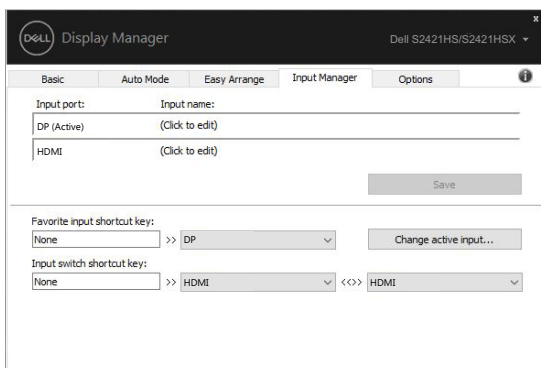 x
DELL Display Manager Dell S2421HS/S2421HSX
Basic Auto Mode Easy Arrange Input Manager Options i
Input port: Input name:
DP (Active) (Click to edit)
HDMI (Click to edit)
Save
Favorite input shortcut key:
None >> DP Change active input...
Input switch shortcut key:
None >> HDMI <<>> HDMI